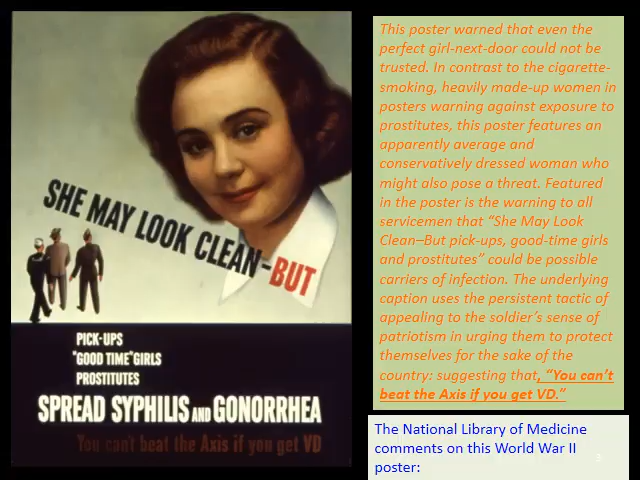 SHE MAY LOOK CLEAN–BUT
PICK-UPS
"GOOD TIME" GIRLS
PROSTITUTES
SPREAD SYPHILIS AND GONORRHEA
You can't beat the Axis if you get VD
This poster warned that even the
perfect girl-next-door could not be
trusted. In contrast to the cigarette-
smoking, heavily made-up women in
posters warning against exposure to
prostitutes, this poster features an
apparently average and
conservatively dressed woman who
might also pose a threat. Featured
in the poster is the warning to all
servicemen that “She May Look
Clean–But pick-ups, good-time girls
and prostitutes” could be possible
carriers of infection. The underlying
caption uses the persistent tactic of
appealing to the soldier’s sense of
patriotism in urging them to protect
themselves for the sake of the
country: suggesting that, “You can’t
beat the Axis if you get VD.”
The National Library of Medicine
comments on this World War II
poster:
3